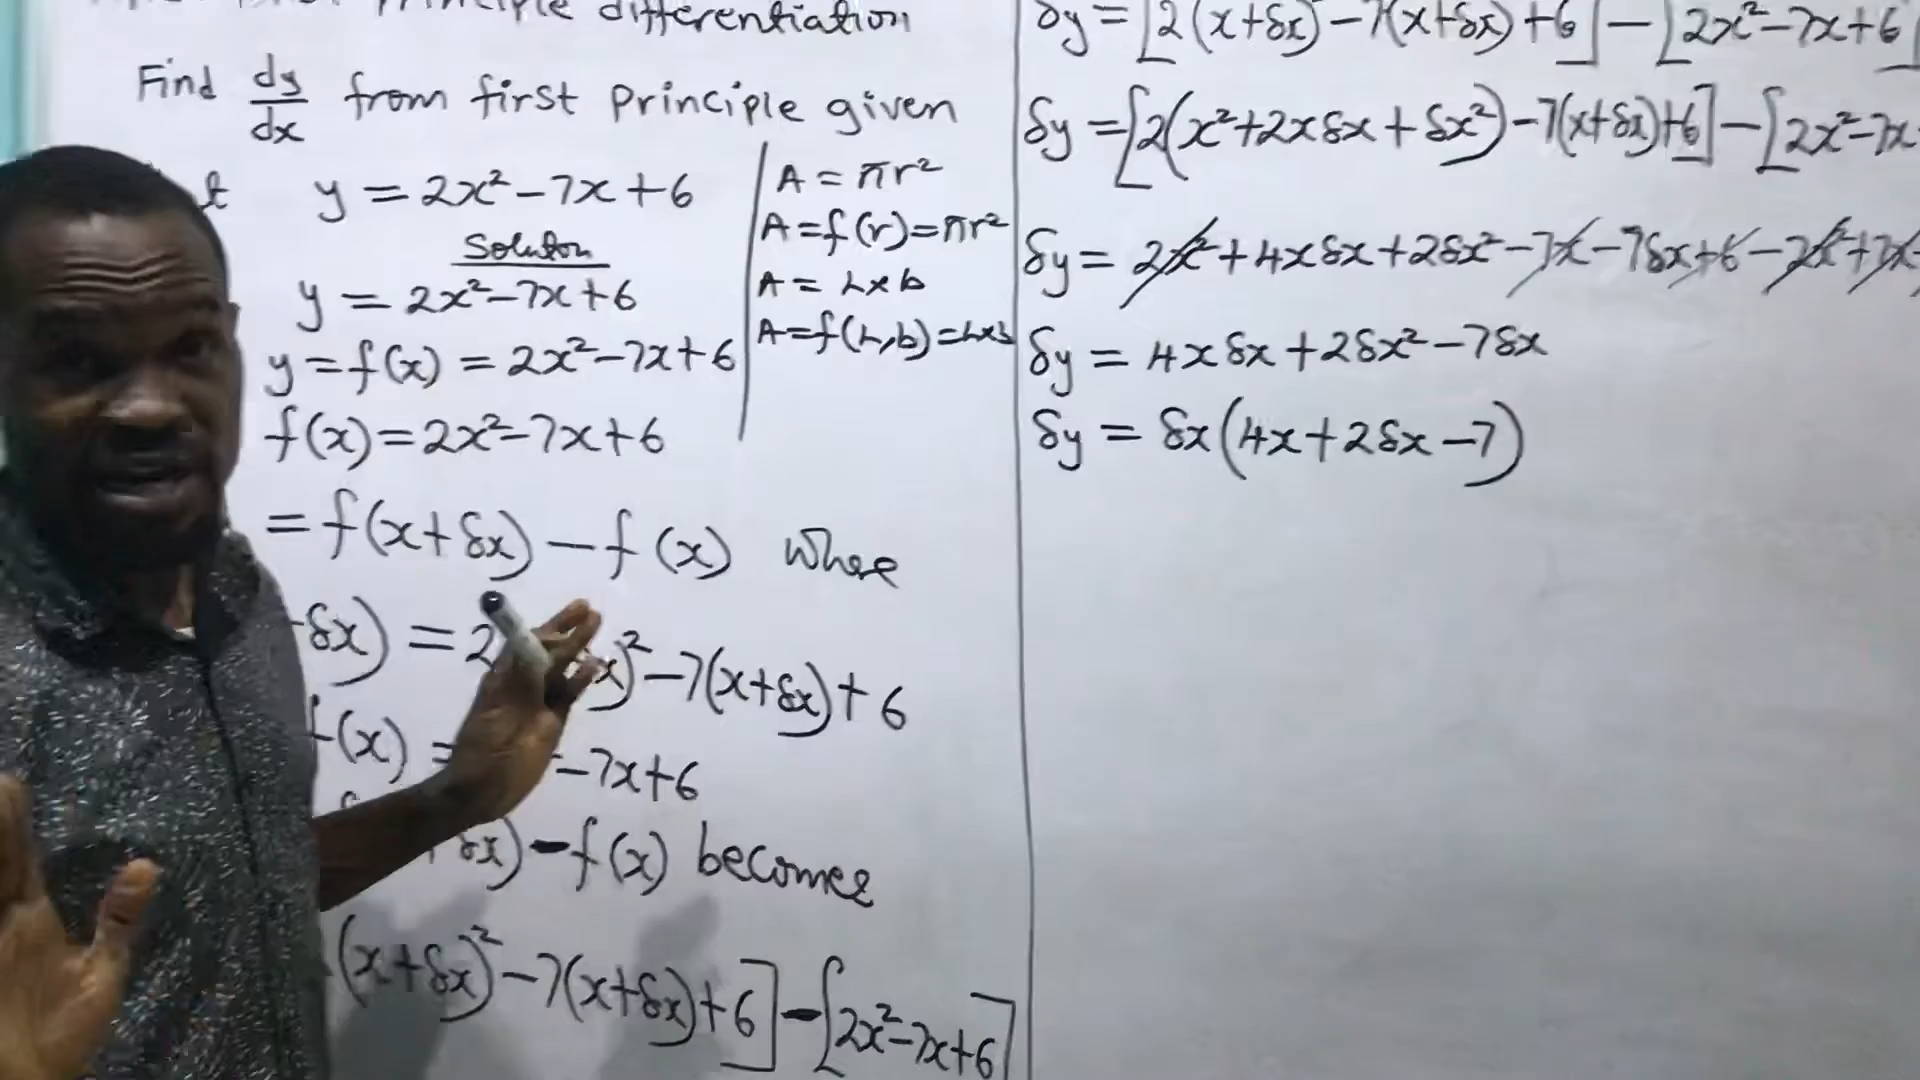 principle differentiation
Find dy/dx from first principle given
y = 2x² - 7x + 6
Soluton
y = 2x² - 7x + 6
y = f(x) = 2x² - 7x + 6
f(x) = 2x² - 7x + 6
= f(x+δx) - f(x) where
δx) = 2 x)² - 7(x+δx) + 6
f(x) = - 7x + 6
δx) - f(x) becomes
(x+δx)² - 7(x+δx) + 6] - [2x² - 7x + 6]
A = πr²
A = f(r) = πr²
A = L x b
A = f(L,b) = L x b
δy = [2(x+δx)² - 7(x+δx) + 6] - [2x² - 7x + 6]
δy = [2(x² + 2xδx + δx²) - 7(x+δx) + 6] - [2x² - 7x
δy = 2x² + 4xδx + 2δx² - 7x - 7δx + 6 - 2x² + 7x
δy = 4xδx + 2δx² - 7δx
δy = δx(4x + 2δx - 7)